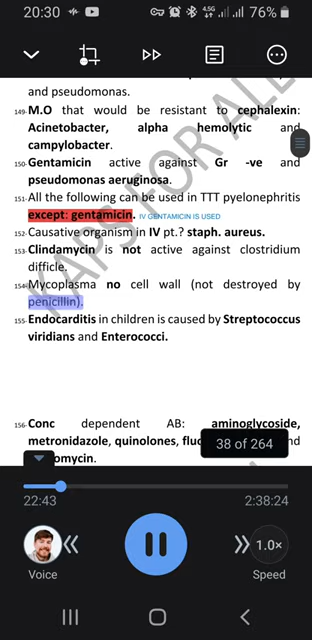 20:30 4.5G 76%
and pseudomonas.
149- M.O that would be resistant to cephalexin:
Acinetobacter, alpha hemolytic and
campylobacter.
150- Gentamicin active against Gr -ve and
pseudomonas aeruginosa.
151- All the following can be used in TTT pyelonephritis
except: gentamicin. IV GENTAMICIN IS USED
152- Causative organism in IV pt.? staph. aureus.
153- Clindamycin is not active against clostridium
difficle.
154- Mycoplasma no cell wall (not destroyed by
penicillin).
155- Endocarditis in children is caused by Streptococcus
viridians and Enterococci.
156- Conc dependent AB: aminoglycoside,
metronidazole, quinolones, 38 of 264
KAPS FOR ALL
22:43 2:38:24
1.0×
Voice Speed